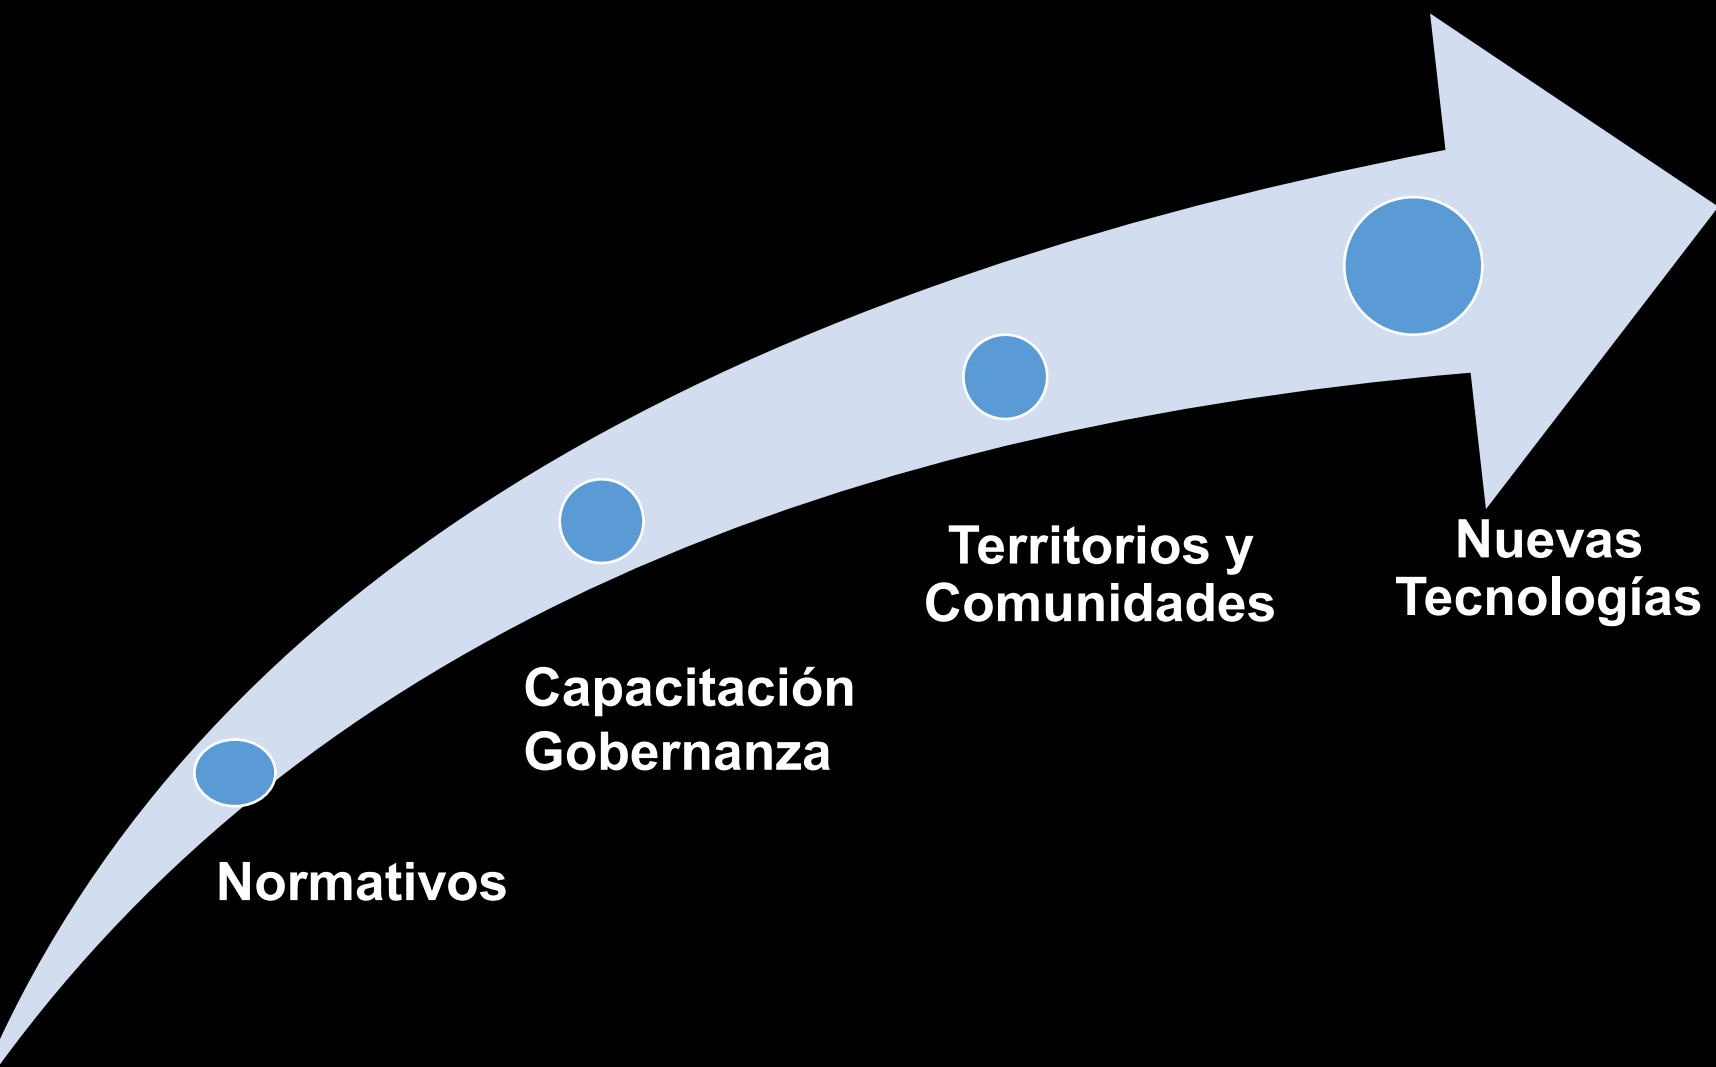 Normativos
Capacitación
Gobernanza
Territorios y
Comunidades
Nuevas
Tecnologías